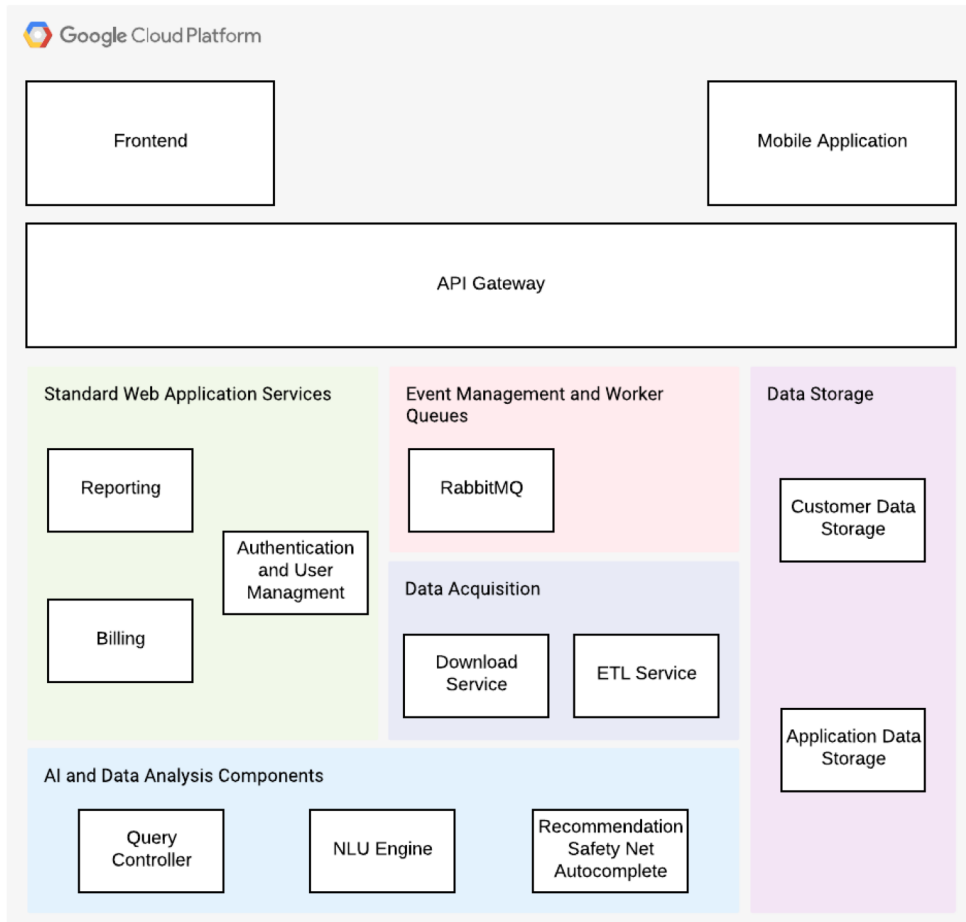 Google Cloud Platform
Frontend
Mobile Application
API Gateway
Standard Web Application Services
Reporting
Authentication
and User
Managment
Billing
Event Management and Worker
Queues
RabbitMQ
Data Acquisition
Download
Service
ETL Service
Data Storage
Customer Data
Storage
Application Data
Storage
AI and Data Analysis Components
Query
Controller
NLU Engine
Recommendation
Safety Net
Autocomplete